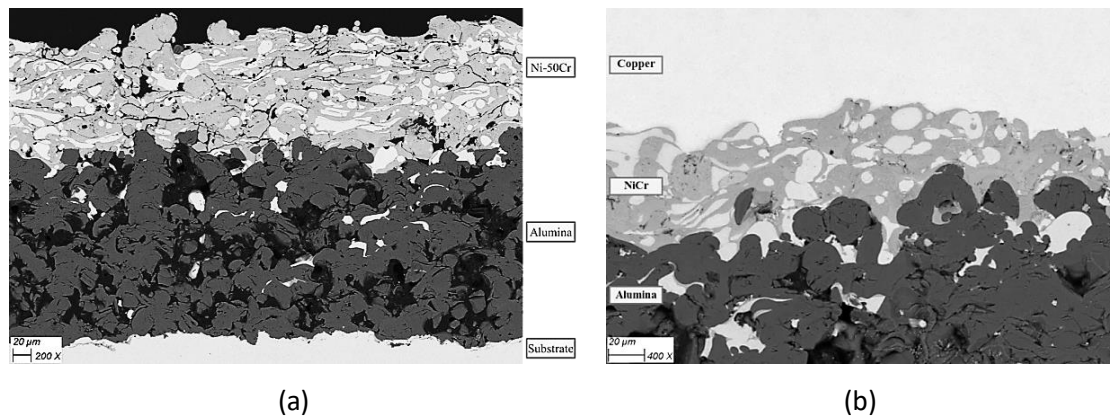 Ni-50Cr
Alumina
Substrate
20 µm
200 X
Copper
NiCr
Alumina
20 µm
400 X
(a)
(b)